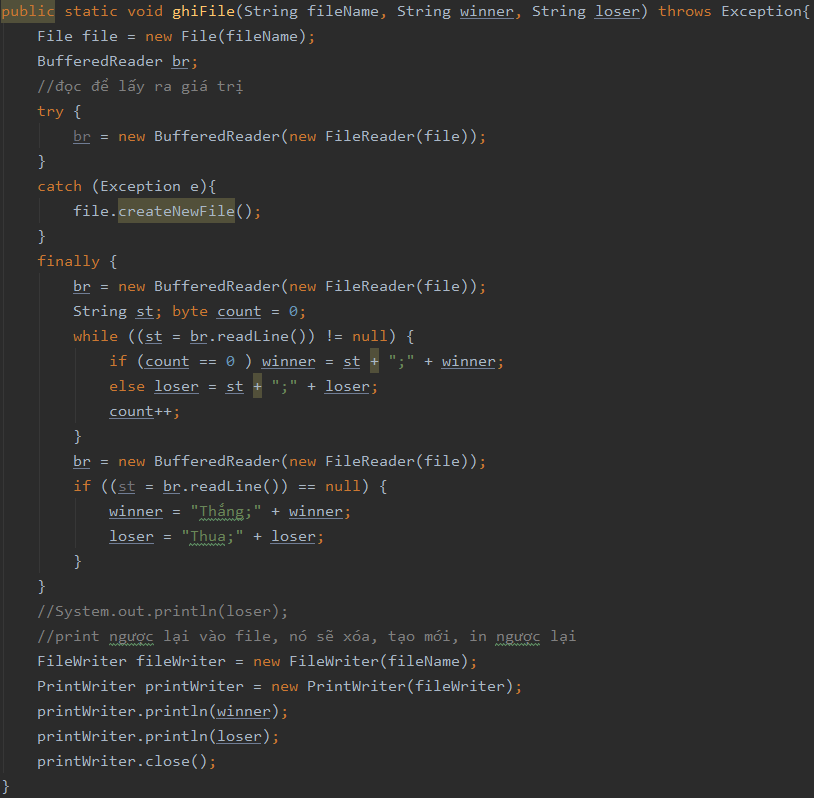 public static void ghiFile(String fileName, String winner, String loser) throws Exception{
    File file = new File(fileName);
    BufferedReader br;
    //đọc để lấy ra giá trị
    try {
        br = new BufferedReader(new FileReader(file));
    }
    catch (Exception e){
        file.createNewFile();
    }
    finally {
        br = new BufferedReader(new FileReader(file));
        String st; byte count = 0;
        while ((st = br.readLine()) != null) {
            if (count == 0 ) winner = st + ";" + winner;
            else loser = st + ";" + loser;
            count++;
        }
        br = new BufferedReader(new FileReader(file));
        if ((st = br.readLine()) == null) {
            winner = "Thắng;" + winner;
            loser = "Thua;" + loser;
        }
    }
    //System.out.println(loser);
    //print ngược lại vào file, nó sẽ xóa, tạo mới, in ngược lại
    FileWriter fileWriter = new FileWriter(fileName);
    PrintWriter printWriter = new PrintWriter(fileWriter);
    printWriter.println(winner);
    printWriter.println(loser);
    printWriter.close();
}